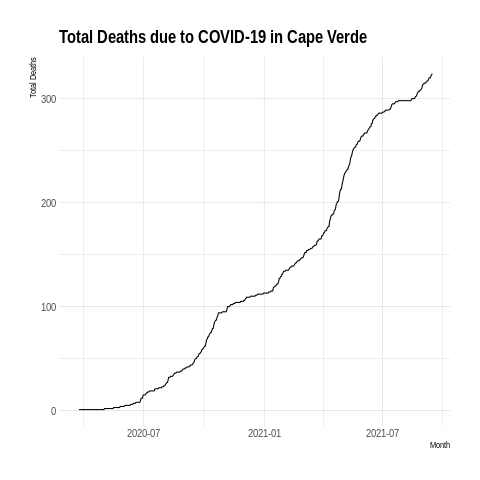 Total Deaths due to COVID-19 in Cape Verde
Total Deaths
300
200
100
0
2020-07
2021-01
2021-07
Month